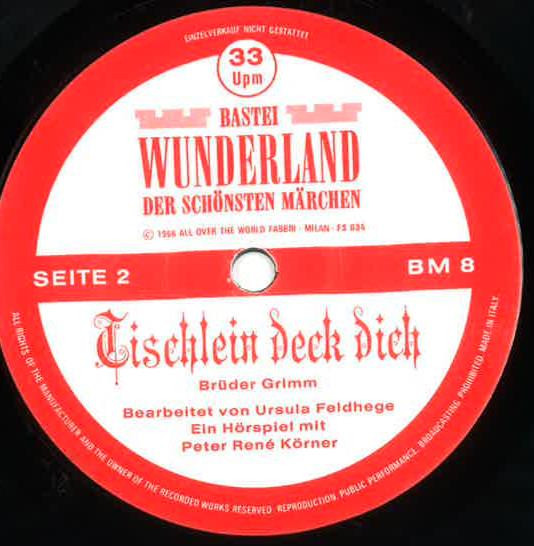 EINZELVERKAUF NICHT GESTATTET
33
Upm
BASTEI
WUNDERLAND
DER SCHÖNSTEN MÄRCHEN
© 1966 ALL OVER THE WORLD FABBRI · MILAN · FS 034
SEITE 2
BM 8
Tischlein deck dich
Brüder Grimm
Bearbeitet von Ursula Feldhege
Ein Hörspiel mit
Peter René Körner
ALL RIGHTS OF THE MANUFACTURER AND THE OWNER OF THE RECORDED WORKS RESERVED. REPRODUCTION. PUBLIC PERFORMANCE. BROADCASTING PROHIBITED. MADE IN ITALY.